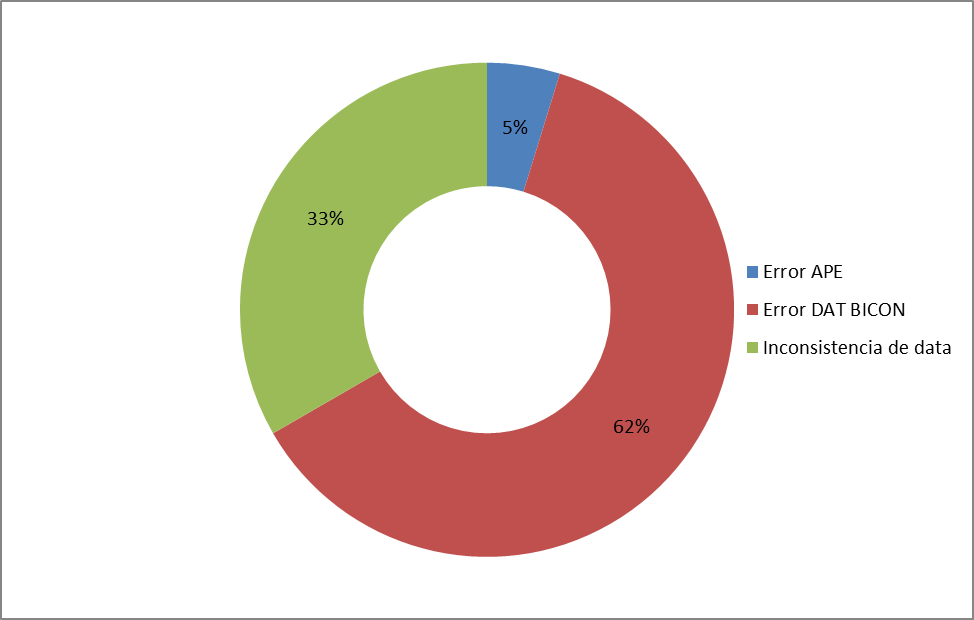 5%
33%
62%
Error APE
Error DAT BICON
Inconsistencia de data